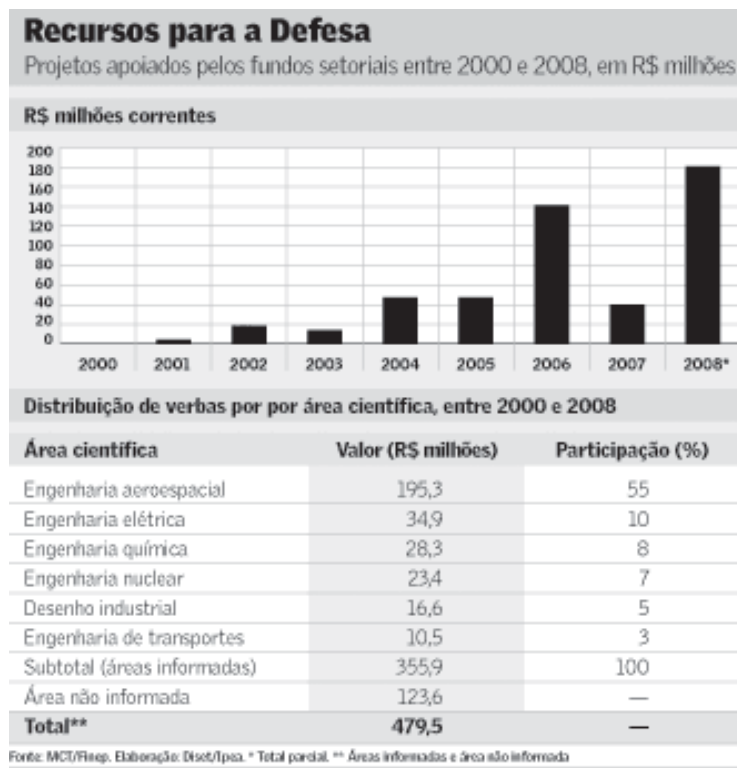 Recursos para a Defesa
Projetos apoiados pelos fundos setoriais entre 2000 e 2008, em R$ milhões
R$ milhões correntes
200
180
160
140
120
100
80
60
40
20
0
2000 2001 2002 2003 2004 2005 2006 2007 2008*
Distribuição de verbas por por área científica, entre 2000 e 2008
Área científica Valor (R$ milhões) Participação (%)
Engenharia aeroespacial 195,3 55
Engenharia elétrica 34,9 10
Engenharia química 28,3 8
Engenharia nuclear 23,4 7
Desenho industrial 16,6 5
Engenharia de transportes 10,5 3
Subtotal (áreas informadas) 355,9 100
Área não informada 123,6 —
Total** 479,5 —
Fonte: MCT/Finep. Elaboração: Diset/Ipea. * Total parcial. ** Áreas informadas e área não informada